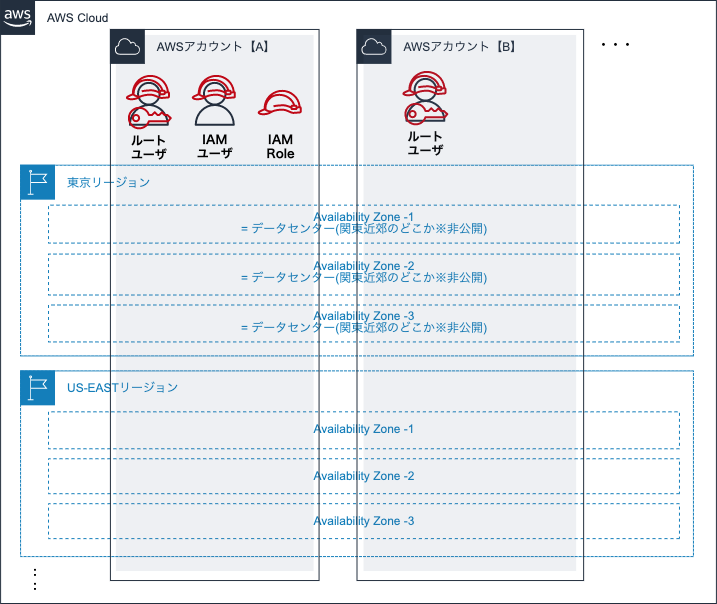 aws
AWS Cloud
AWSアカウント【A】
AWSアカウント【B】
・・・
ルート
ユーザ
IAM
ユーザ
IAM
Role
ルート
ユーザ
東京リージョン
Availability Zone -1
= データセンター(関東近郊のどこか※非公開)
Availability Zone -2
= データセンター(関東近郊のどこか※非公開)
Availability Zone -3
= データセンター(関東近郊のどこか※非公開)
US-EASTリージョン
Availability Zone -1
Availability Zone -2
Availability Zone -3